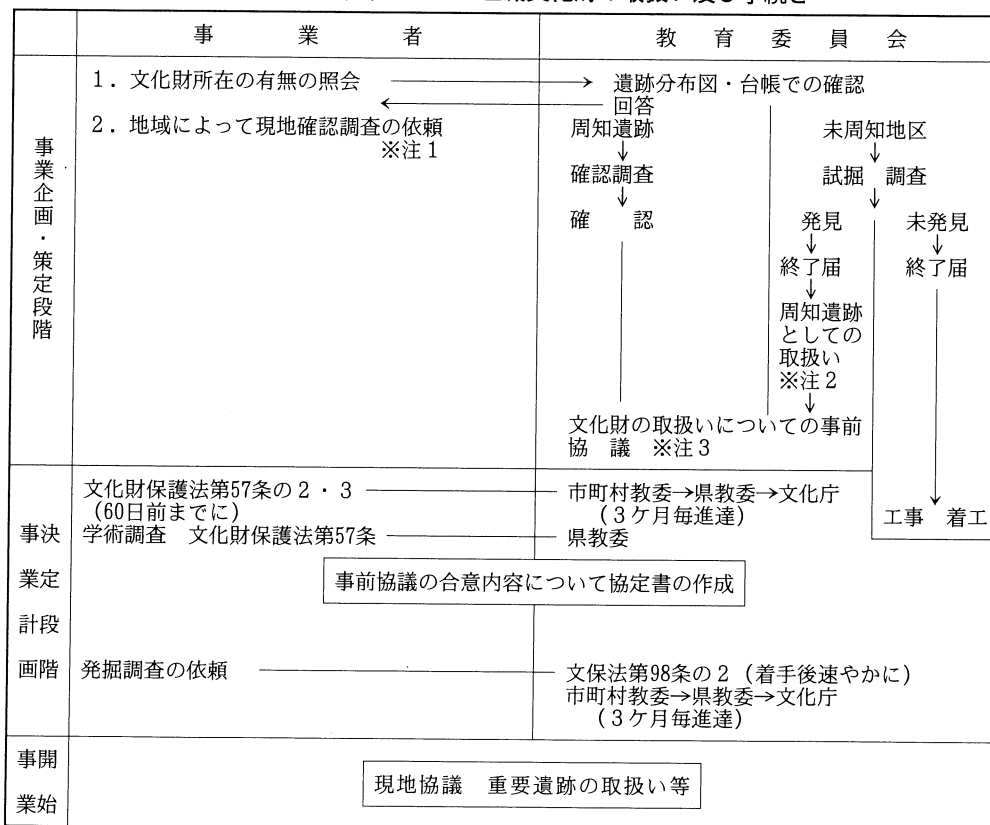 事業者
教育委員会
事業企画・策定段階
1．文化財所在の有無の照会
遺跡分布図・台帳での確認
回答
2．地域によって現地確認調査の依頼
※注1
周知遺跡
確認調査
確認
未周知地区
試掘 調査
発見
終了届
周知遺跡
としての
取扱い
※注2
未発見
終了届
文化財の取扱いについての事前
協 議 ※注3
工事 着工
事業計画
決定段階
文化財保護法第57条の2・3
(60日前までに)
市町村教委→県教委→文化庁
(3ケ月毎進達)
学術調査 文化財保護法第57条
県教委
事前協議の合意内容について協定書の作成
発掘調査の依頼
文保法第98条の2 (着手後速やかに)
市町村教委→県教委→文化庁
(3ケ月毎進達)
事業
開始
現地協議 重要遺跡の取扱い等